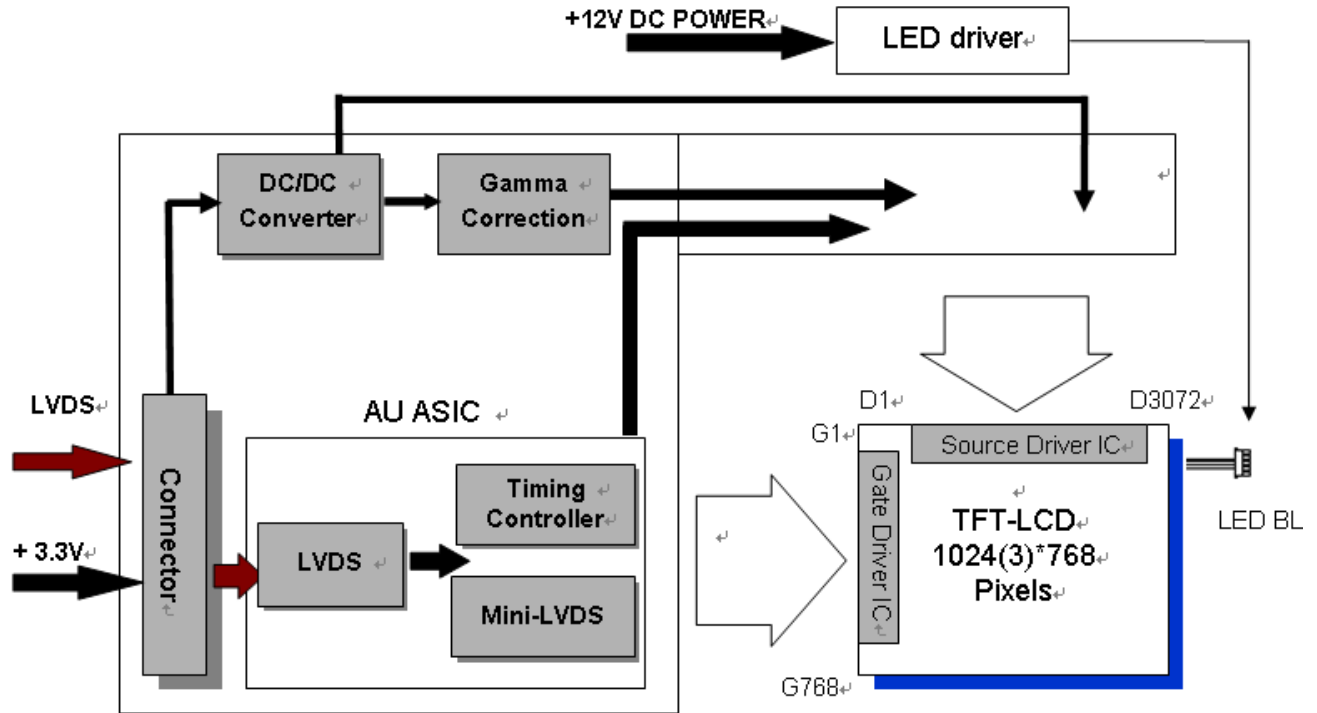 +12V DC POWER
LED driver
DC/DC
Converter
Gamma
Correction
LVDS
AU ASIC
D1
D3072
G1
Source Driver IC
Connector
Timing
Controller
Gate Driver IC
TFT-LCD
1024(3)*768
Pixels
LED BL
+ 3.3V
LVDS
Mini-LVDS
G768